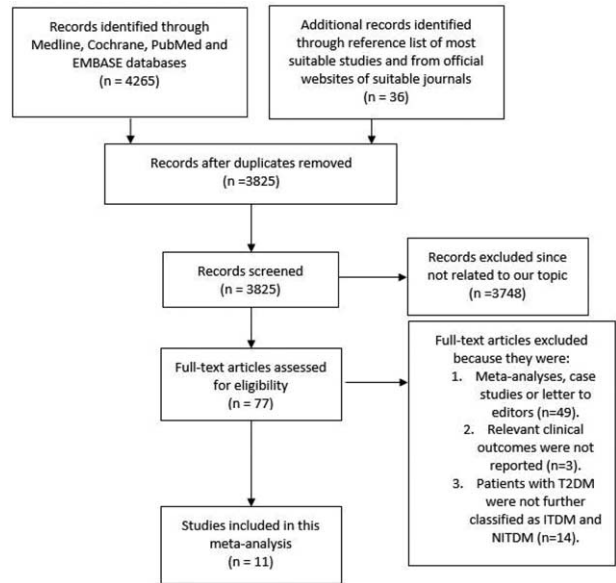 Records identified through
Medline, Cochrane, PubMed and
EMBASE databases
(n = 4265)
Additional records identified
through reference list of most
suitable studies and from official
websites of suitable journals
(n = 36)
Records after duplicates removed
(n =3825)
Records screened
(n = 3825)
Records excluded since
not related to our topic
(n =3748)
Full-text articles assessed
for eligibility
(n = 77)
Full-text articles excluded
because they were:
1. Meta-analyses, case
studies or letter to
editors (n=49).
2. Relevant clinical
outcomes were not
reported (n=3).
3. Patients with T2DM
were not further
classified as ITDM and
NITDM (n=14).
Studies included in this
meta-analysis
(n = 11)